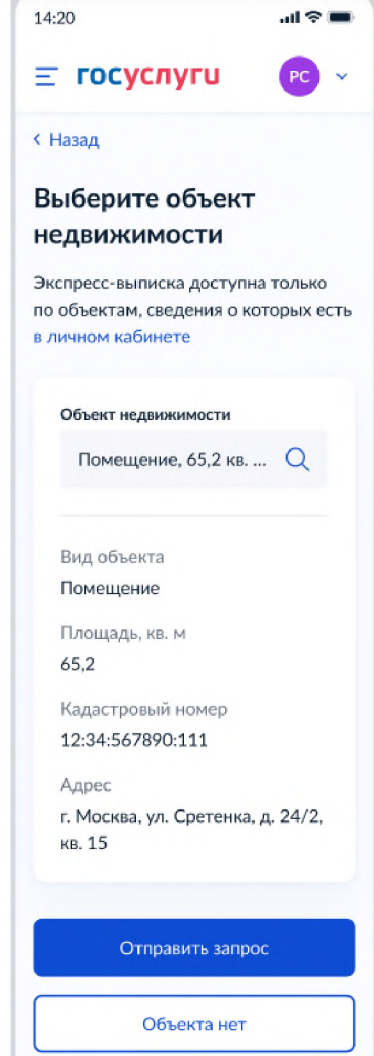 14:20
госуслуги
РС
Назад
Выберите объект
недвижимости
Экспресс-выписка доступна только
по объектам, сведения о которых есть
в личном кабинете
Объект недвижимости
Помещение, 65,2 кв. ...
Вид объекта
Помещение
Площадь, кв. м
65,2
Кадастровый номер
12:34:567890:111
Адрес
г. Москва, ул. Сретенка, д. 24/2,
кв. 15
Отправить запрос
Объекта нет